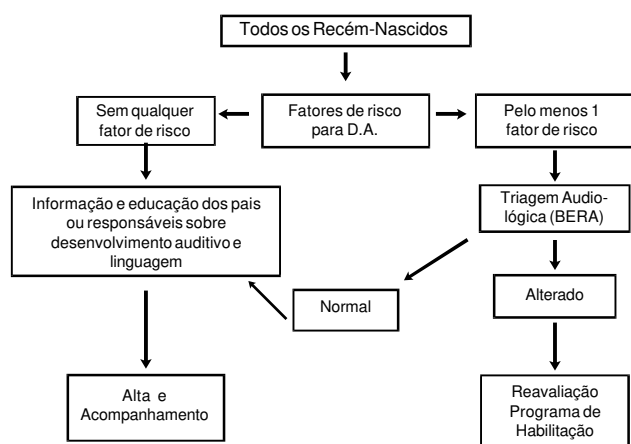 Todos os Recém-Nascidos
Sem qualquer
fator de risco
Fatores de risco
para D.A.
Pelo menos 1
fator de risco
Informação e educação dos pais
ou responsáveis sobre
desenvolvimento auditivo e
linguagem
Triagem Audio-
lógica (BERA)
Normal
Alterado
Alta e
Acompanhamento
Reavaliação
Programa de
Habilitação